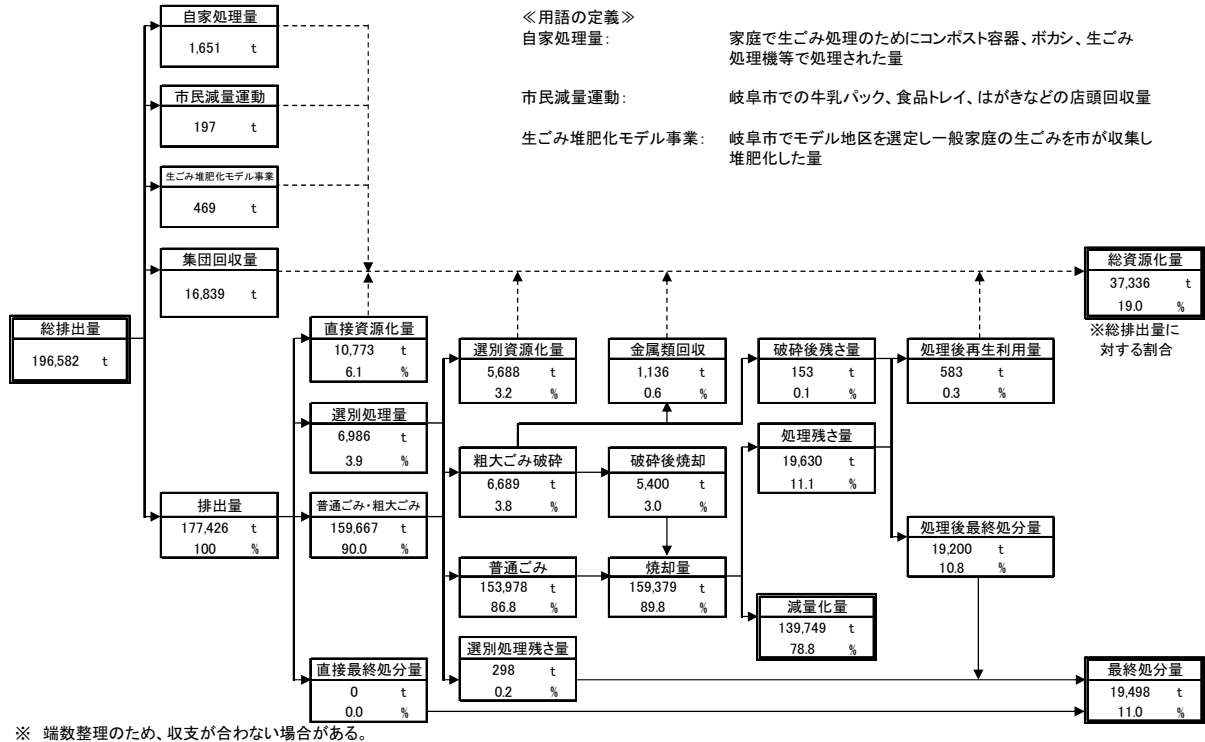 ≪用語の定義≫
自家処理量： 家庭で生ごみ処理のためにコンポスト容器、ボカシ、生ごみ
処理機等で処理された量
市民減量運動： 岐阜市での牛乳パック、食品トレイ、はがきなどの店頭回収量
生ごみ堆肥化モデル事業： 岐阜市でモデル地区を選定し一般家庭の生ごみを市が収集し
堆肥化した量
自家処理量
1,651 t
市民減量運動
197 t
生ごみ堆肥化モデル事業
469 t
集団回収量
16,839 t
総排出量
196,582 t
排出量
177,426 t
100 %
直接資源化量
10,773 t
6.1 %
選別処理量
6,986 t
3.9 %
普通ごみ・粗大ごみ
159,667 t
90.0 %
直接最終処分量
0 t
0.0 %
選別資源化量
5,688 t
3.2 %
粗大ごみ破砕
6,689 t
3.8 %
普通ごみ
153,978 t
86.8 %
選別処理残さ量
298 t
0.2 %
金属類回収
1,136 t
0.6 %
破砕後焼却
5,400 t
3.0 %
焼却量
159,379 t
89.8 %
破砕後残さ量
153 t
0.1 %
処理残さ量
19,630 t
11.1 %
減量化量
139,749 t
78.8 %
処理後再生利用量
583 t
0.3 %
処理後最終処分量
19,200 t
10.8 %
総資源化量
37,336 t
19.0 %
※総排出量に
対する割合
最終処分量
19,498 t
11.0 %
※ 端数整理のため、収支が合わない場合がある。